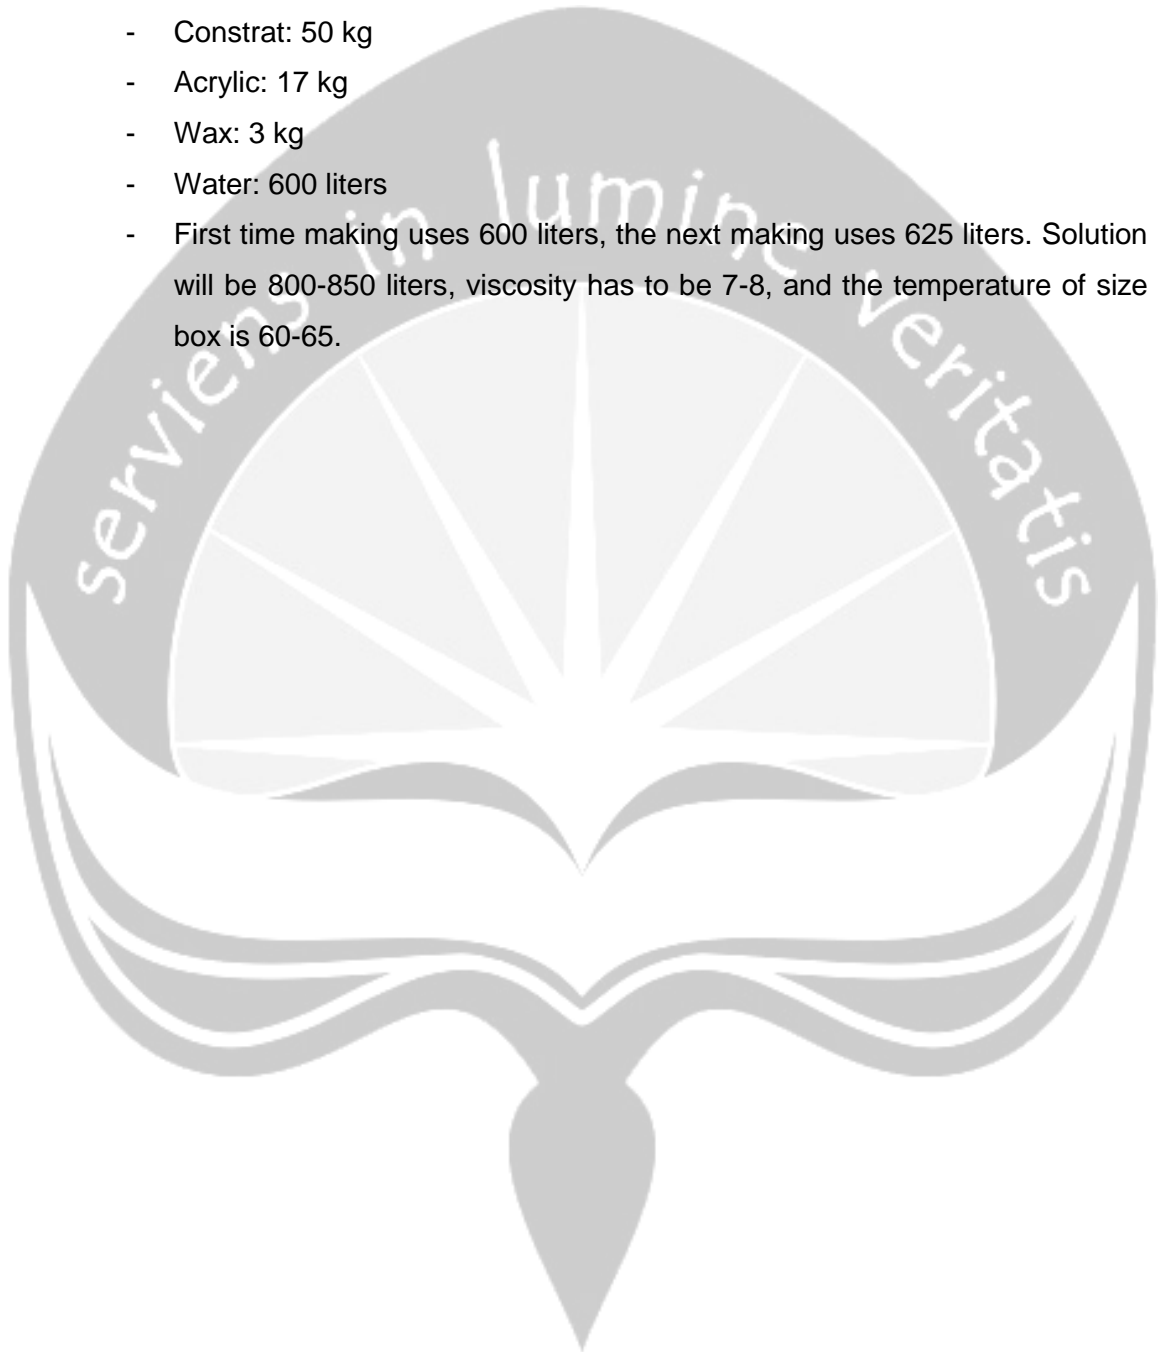 - Constrat: 50 kg
- Acrylic: 17 kg
- Wax: 3 kg
- Water: 600 liters
- First time making uses 600 liters, the next making uses 625 liters. Solution
will be 800-850 liters, viscosity has to be 7-8, and the temperature of size
box is 60-65.
serviens in lumine veritatis